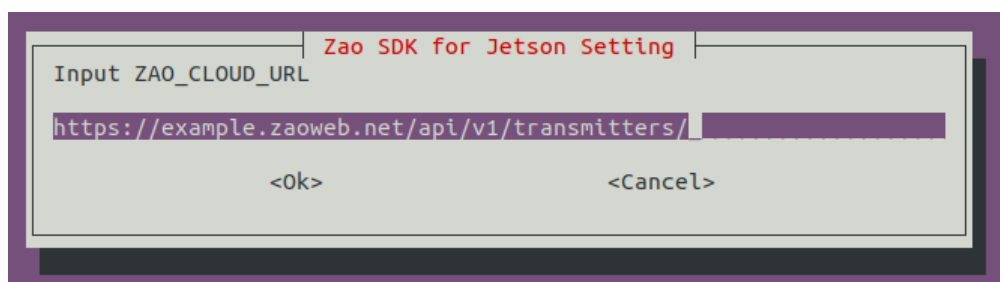 Zao SDK for Jetson Setting
Input ZAO_CLOUD_URL
https://example.zaoweb.net/api/v1/transmitters/
<Ok> <Cancel>